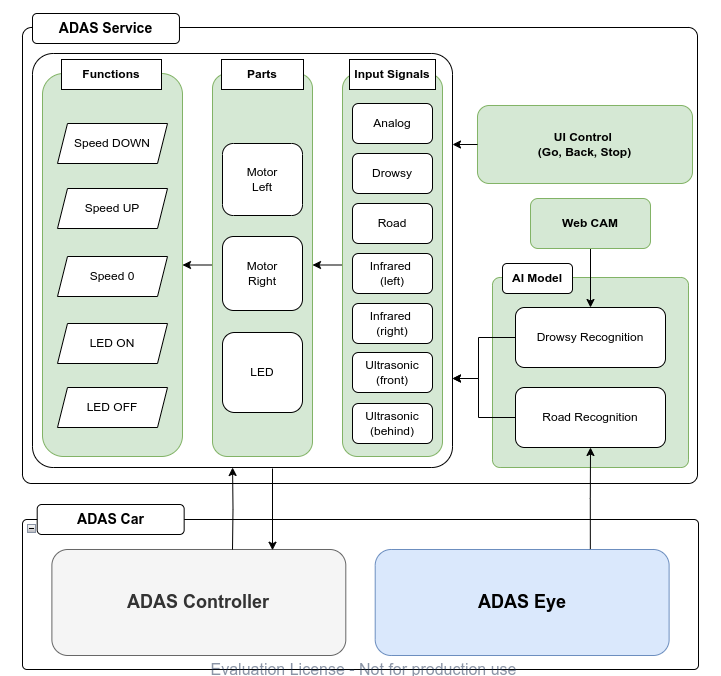 ADAS Service
Functions
Speed DOWN
Speed UP
Speed 0
LED ON
LED OFF
Parts
Motor
Left
Motor
Right
LED
Input Signals
Analog
Drowsy
Road
Infrared
(left)
Infrared
(right)
Ultrasonic
(front)
Ultrasonic
(behind)
UI Control
(Go, Back, Stop)
Web CAM
AI Model
Drowsy Recognition
Road Recognition
ADAS Car
ADAS Controller
ADAS Eye
Evaluation License - Not for production use